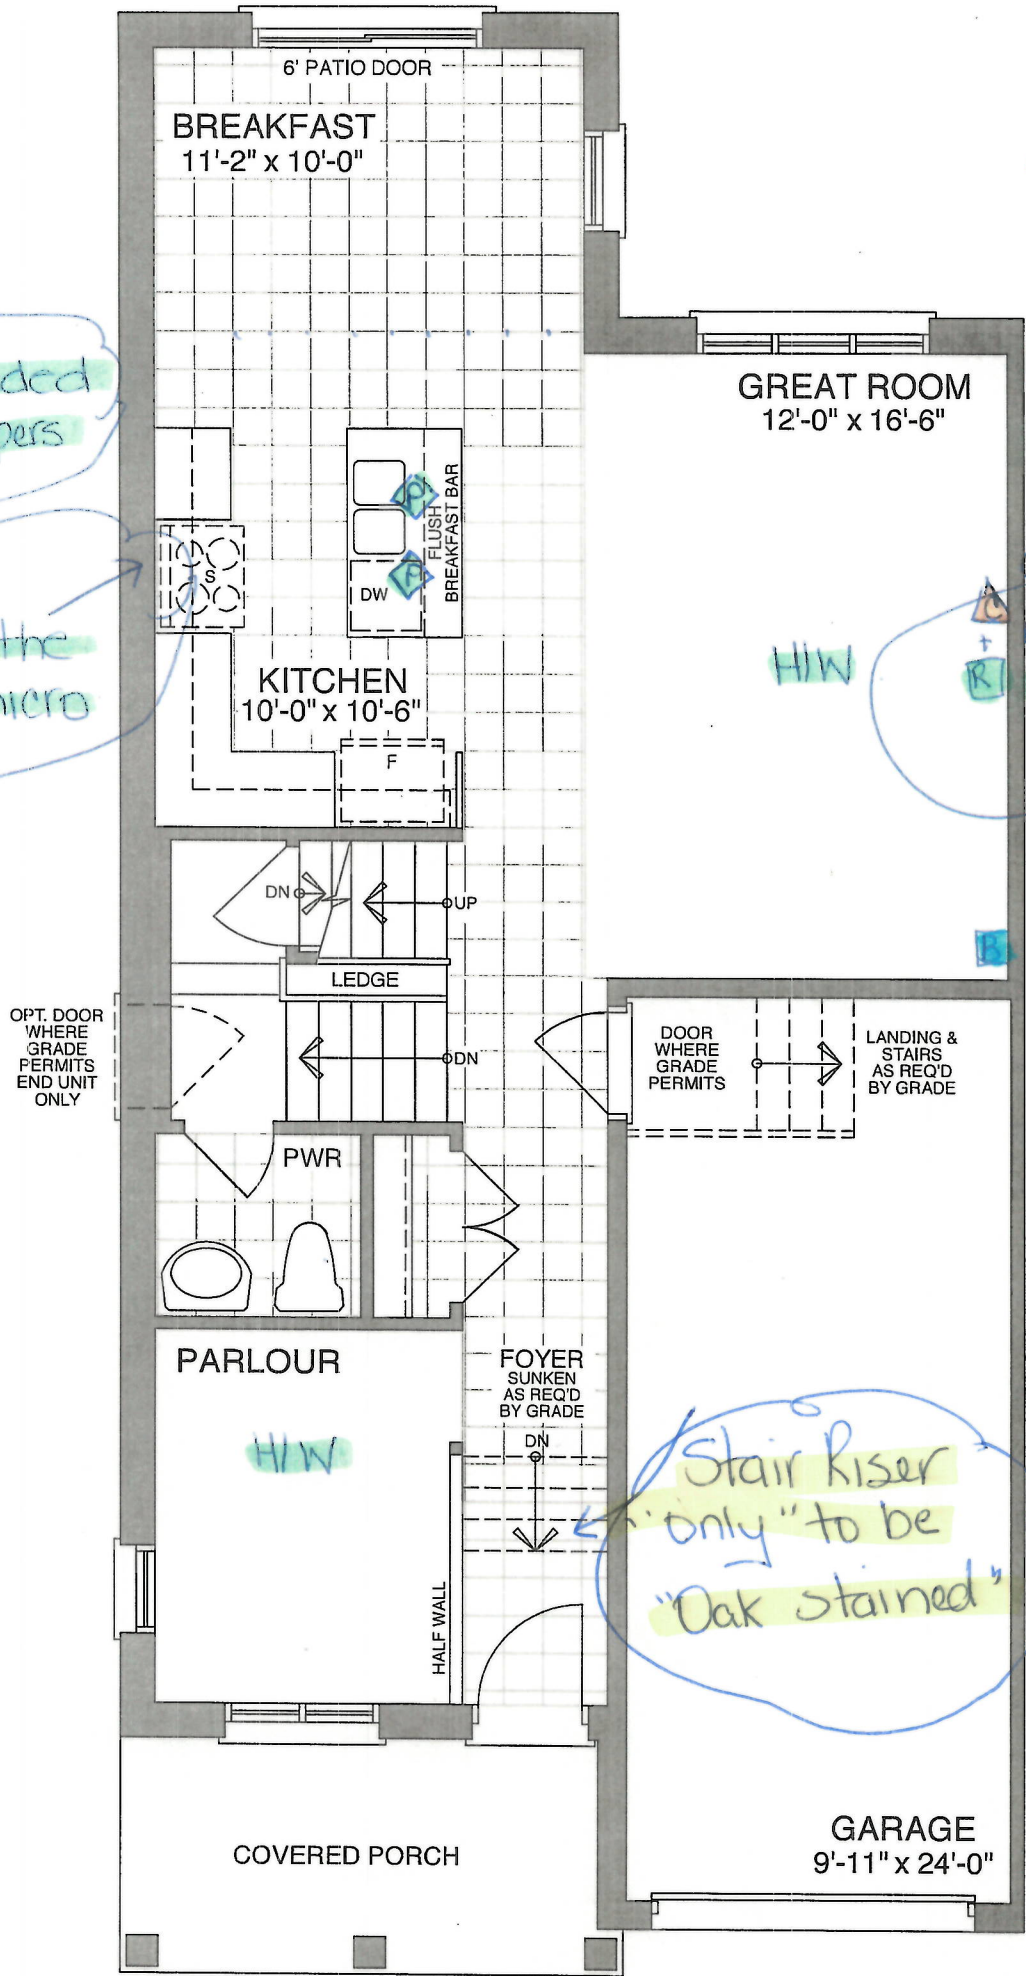 6' PATIO DOOR
BREAKFAST
11'-2" x 10'-0"
GREAT ROOM
12'-0" x 16'-6"
ded
pers
P
P
FLUSH
BREAKFAST BAR
S
DW
the
micro
KITCHEN
10'-0" x 10'-6"
F
H/W
C
+
R
B
DN
UP
LEDGE
DN
OPT. DOOR
WHERE
GRADE
PERMITS
END UNIT
ONLY
DOOR
WHERE
GRADE
PERMITS
LANDING &
STAIRS
AS REQ'D
BY GRADE
PWR
PARLOUR
H/W
FOYER
SUNKEN
AS REQ'D
BY GRADE
DN
HALF WALL
Stair Riser
"only" to be
"Oak stained"
GARAGE
9'-11" x 24'-0"
COVERED PORCH